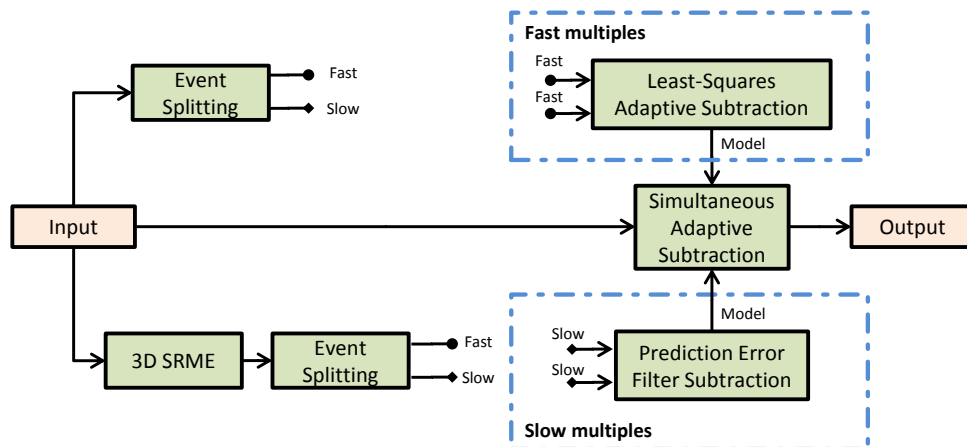 Fast multiples
Fast
Fast
Least-Squares
Adaptive Subtraction
Model
Event
Splitting
Fast
Slow
Input
Simultaneous
Adaptive
Subtraction
Output
3D SRME
Event
Splitting
Fast
Slow
Model
Slow
Slow
Prediction Error
Filter Subtraction
Slow multiples